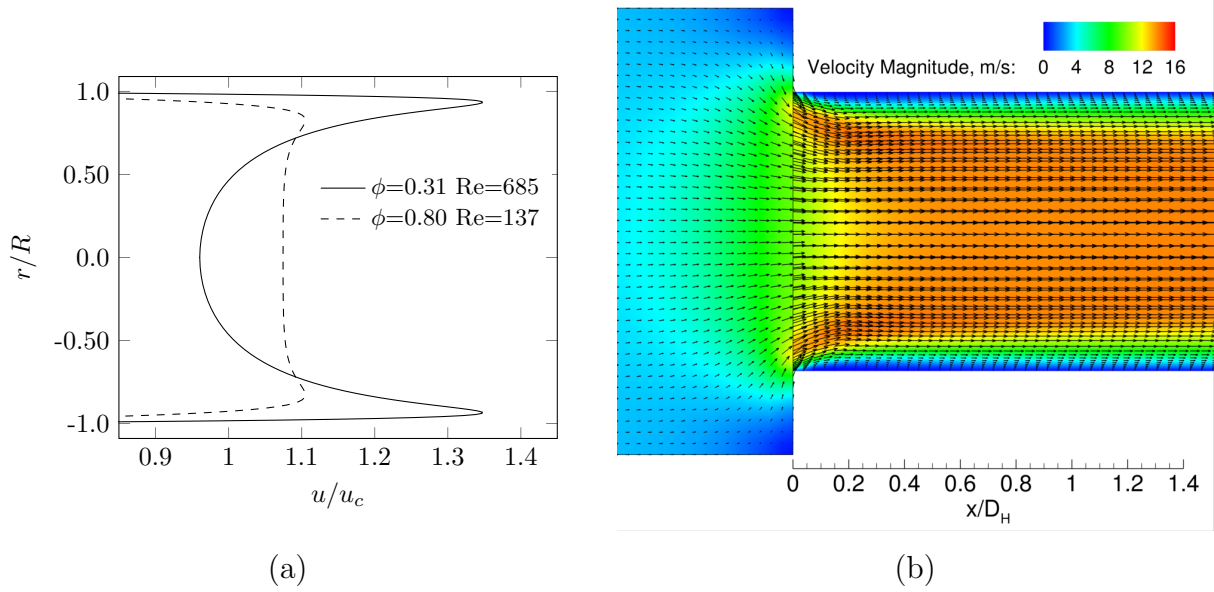 1.0
0.50
0.0
-0.50
-1.0
r/R
ϕ=0.31 Re=685
ϕ=0.80 Re=137
0.9 1 1.1 1.2 1.3 1.4
u/u_c
(a)
Velocity Magnitude, m/s: 0 4 8 12 16
0 0.2 0.4 0.6 0.8 1 1.2 1.4
x/D_H
(b)